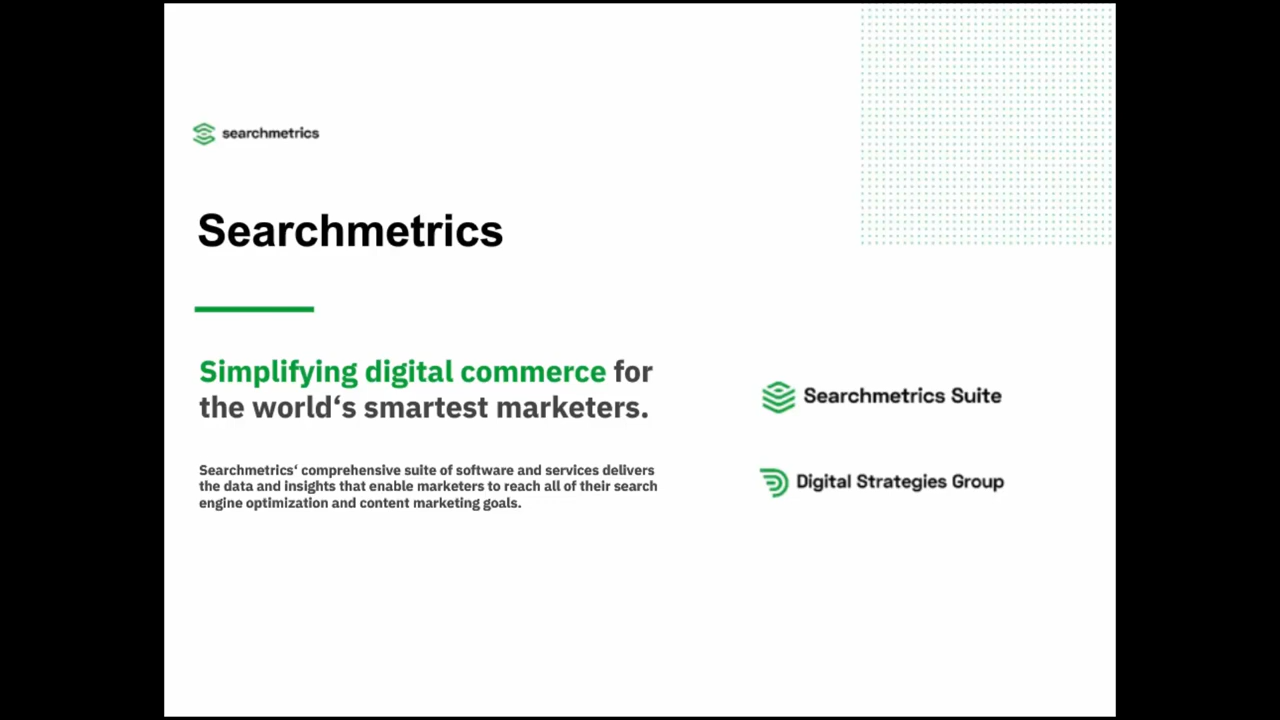 searchmetrics
Searchmetrics
Simplifying digital commerce for
the world‘s smartest marketers.
Searchmetrics‘ comprehensive suite of software and services delivers
the data and insights that enable marketers to reach all of their search
engine optimization and content marketing goals.
Searchmetrics Suite
Digital Strategies Group